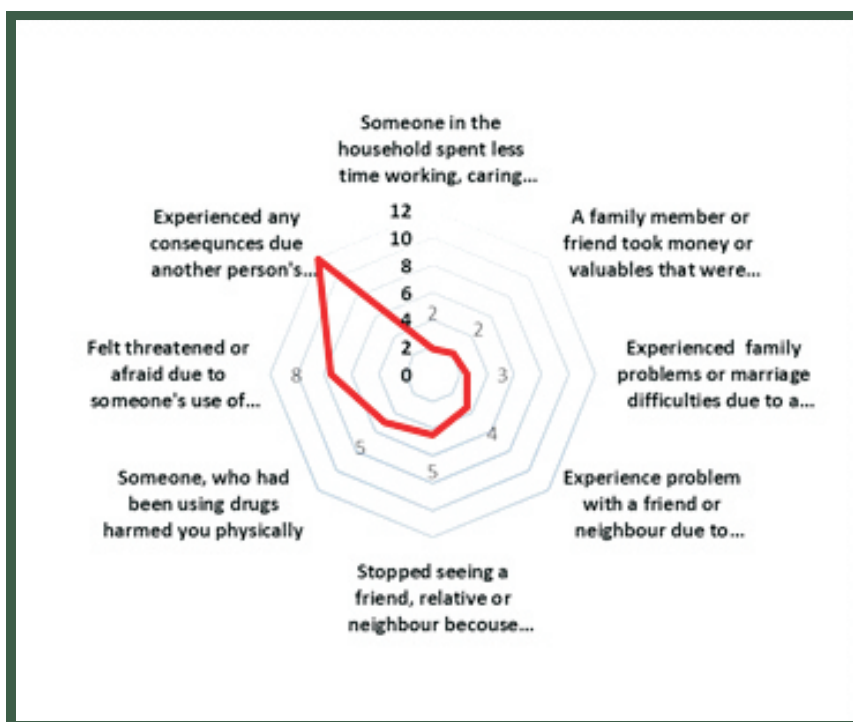 Someone in the
household spent less
time working, caring...
A family member or
friend took money or
valuables that were...
Experienced family
problems or marriage
difficulties due to a...
Experience problem
with a friend or
neighbour due to...
Stopped seeing a
friend, relative or
neighbour becouse...
Someone, who had
been using drugs
harmed you physically
Felt threatened or
afraid due to
someone's use of...
Experienced any
consequnces due
another person's...
12
10
8
6
4
2
0
2
2
3
4
5
5
8